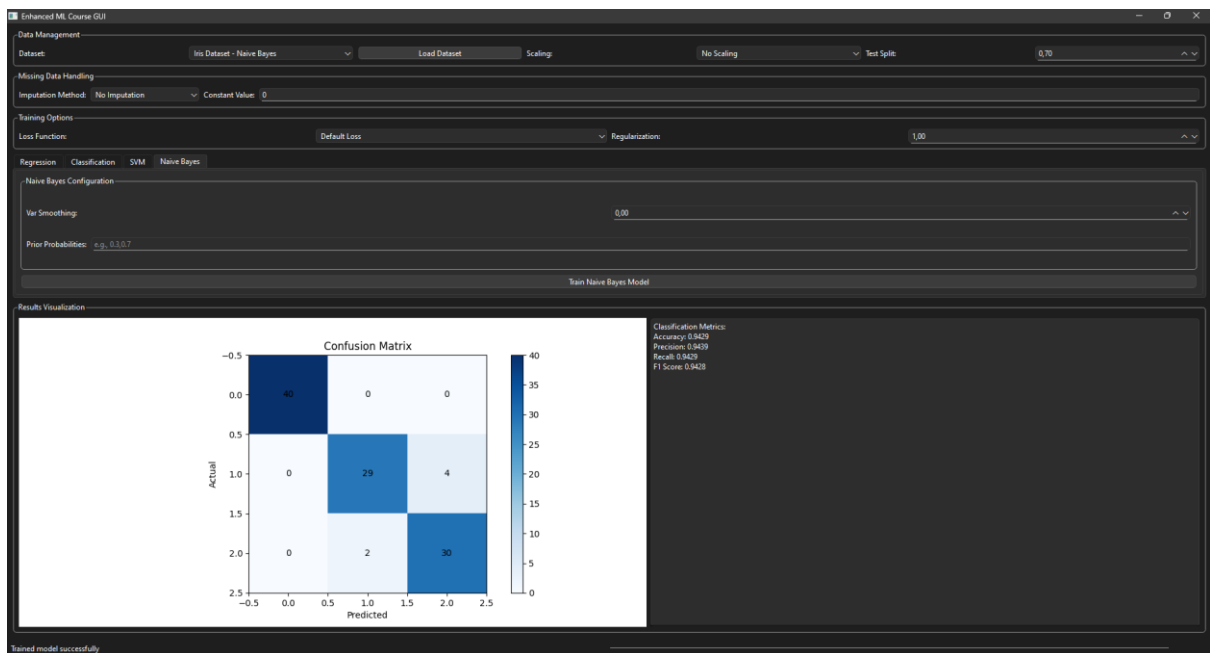 Enhanced ML Course GUI
Data Management
Dataset: Iris Dataset - Naive Bayes Load Dataset Scaling: No Scaling Test Split: 0,70
Missing Data Handling
Imputation Method: No Imputation Constant Value: 0
Training Options
Loss Function: Default Loss Regularization: 1,00
Regression Classification SVM Naive Bayes
Naive Bayes Configuration
Var Smoothing: 0,00
Prior Probabilities: e.g., 0.3,0.7
Train Naive Bayes Model
Results Visualization
Confusion Matrix
−0.5
0.0
0.5
1.0
1.5
2.0
2.5
Actual
40 0 0
0 29 4
0 2 30
−0.5 0.0 0.5 1.0 1.5 2.0 2.5
Predicted
40
35
30
25
20
15
10
5
0
Classification Metrics:
Accuracy: 0.9429
Precision: 0.9439
Recall: 0.9429
F1 Score: 0.9428
Trained model successfully